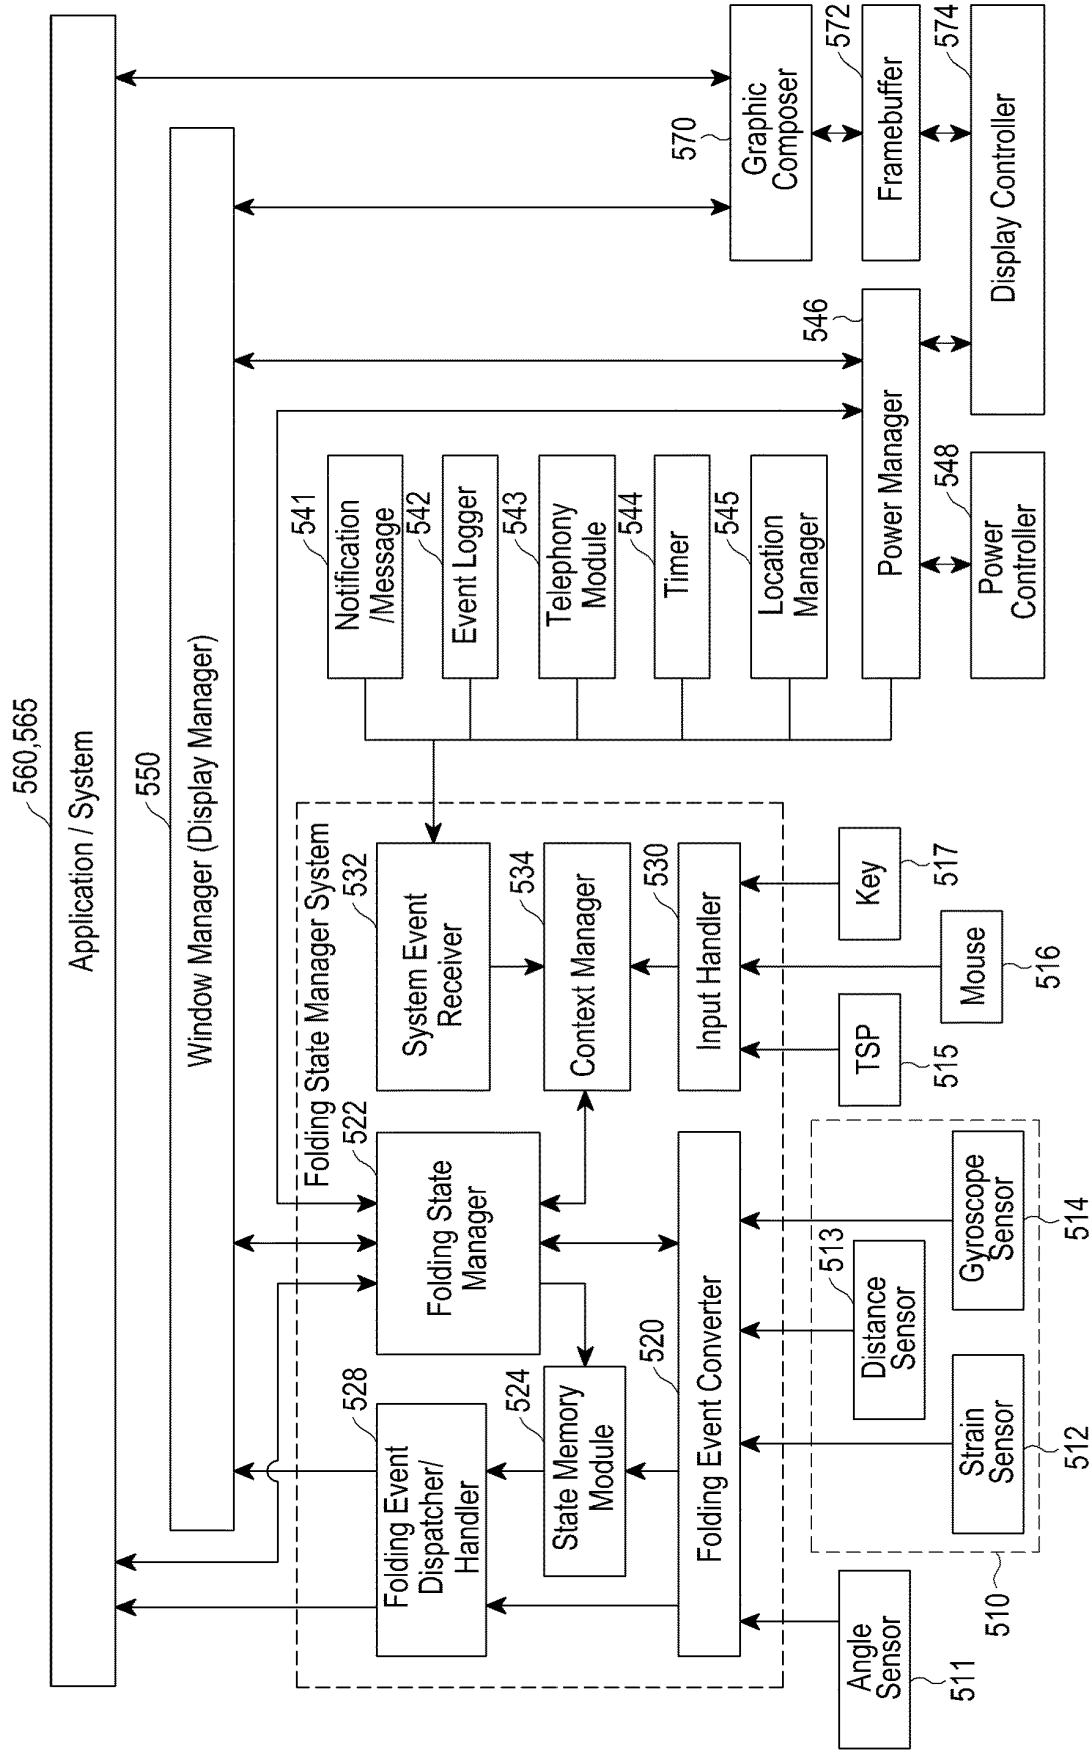 560,565
Application / System
550
Window Manager (Display Manager)
Folding State Manager System
528
Folding Event
Dispatcher/
Handler
522
Folding State
Manager
532
System Event
Receiver
524
State Memory
Module
534
Context Manager
520
Folding Event Converter
530
Input Handler
541
Notification
/Message
542
Event Logger
543
Telephony
Module
544
Timer
545
Location
Manager
546
Power Manager
548
Power
Controller
570
Graphic
Composer
572
Framebuffer
574
Display Controller
Angle
Sensor
511
510
Strain
Sensor
512
513
Distance
Sensor
Gyroscope
Sensor
514
TSP
515
Mouse
516
Key
517